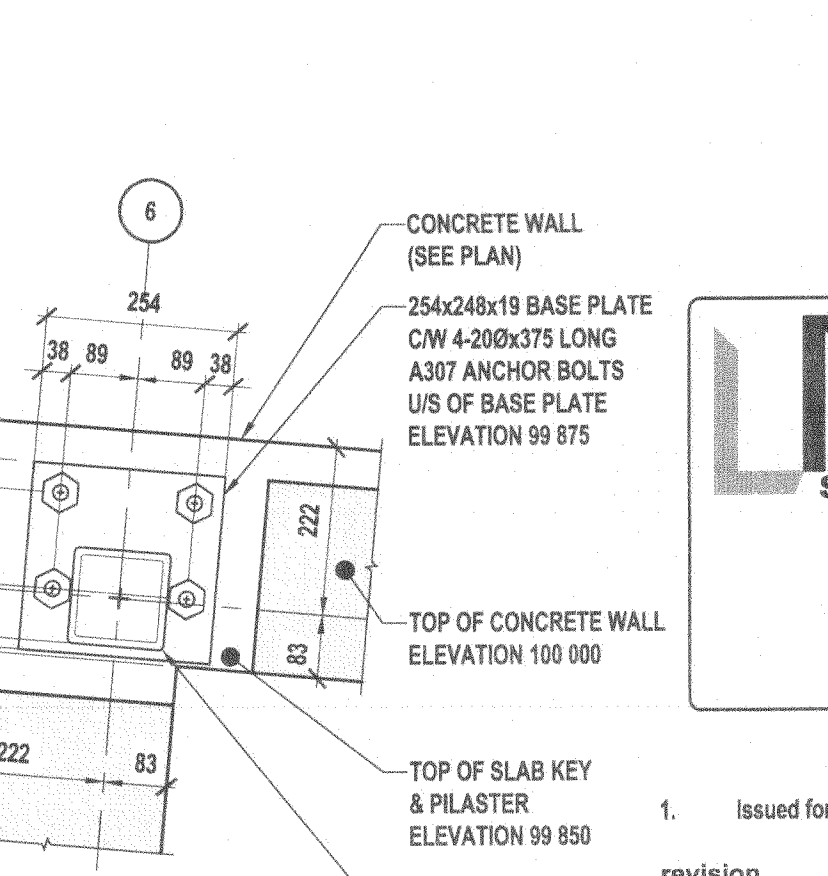 6
254
38 89 89 38
CONCRETE WALL
(SEE PLAN)
254x248x19 BASE PLATE
C/W 4-20Øx375 LONG
A307 ANCHOR BOLTS
U/S OF BASE PLATE
ELEVATION 99 875
222
TOP OF CONCRETE WALL
ELEVATION 100 000
83
222
83
TOP OF SLAB KEY
& PILASTER
ELEVATION 99 850
1. Issued for
revision